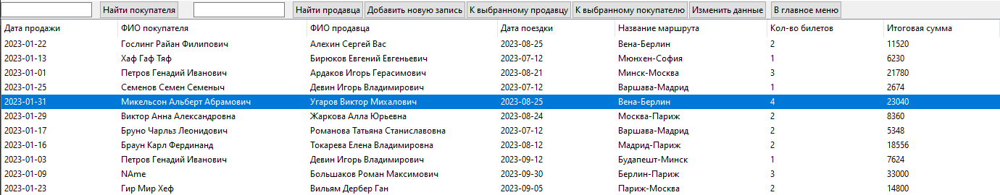 Найти покупателя Найти продавца Добавить новую запись К выбранному продавцу К выбранному покупателю Изменить данные В главное меню
Дата продажи ФИО покупателя ФИО продавца Дата поездки Название маршрута Кол-во билетов Итоговая сумма
2023-01-22 Гослинг Райан Филипович Алехин Сергей Вас 2023-08-25 Вена-Берлин 2 11520
2023-01-13 Хаф Гаф Тяф Бирюков Евгений Евгеньевич 2023-07-12 Мюнхен-София 1 6230
2023-01-01 Петров Генадий Иванович Ардаков Игорь Герасимович 2023-08-21 Минск-Москва 3 21780
2023-01-25 Семенов Семен Семеныч Девин Игорь Владимирович 2023-07-12 Варшава-Мадрид 1 2674
2023-01-31 Микельсон Альберт Абрамович Угаров Виктор Михалович 2023-08-25 Вена-Берлин 4 23040
2023-01-29 Виктор Анна Александровна Жаркова Алла Юрьевна 2023-08-24 Москва-Париж 2 8360
2023-01-17 Бруно Чарльз Леонидович Романова Татьяна Станиславовна 2023-07-12 Варшава-Мадрид 2 5348
2023-01-16 Браун Карл Фердинанд Токарева Елена Владимировна 2023-08-12 Мадрид-Париж 2 18556
2023-01-03 Петров Генадий Иванович Девин Игорь Владимирович 2023-09-12 Будапешт-Минск 1 7624
2023-01-09 NAme Большаков Роман Максимович 2023-09-30 Берлин-Париж 3 33000
2023-01-23 Гир Мир Хеф Вильям Дербер Ган 2023-09-05 Париж-Москва 2 14800